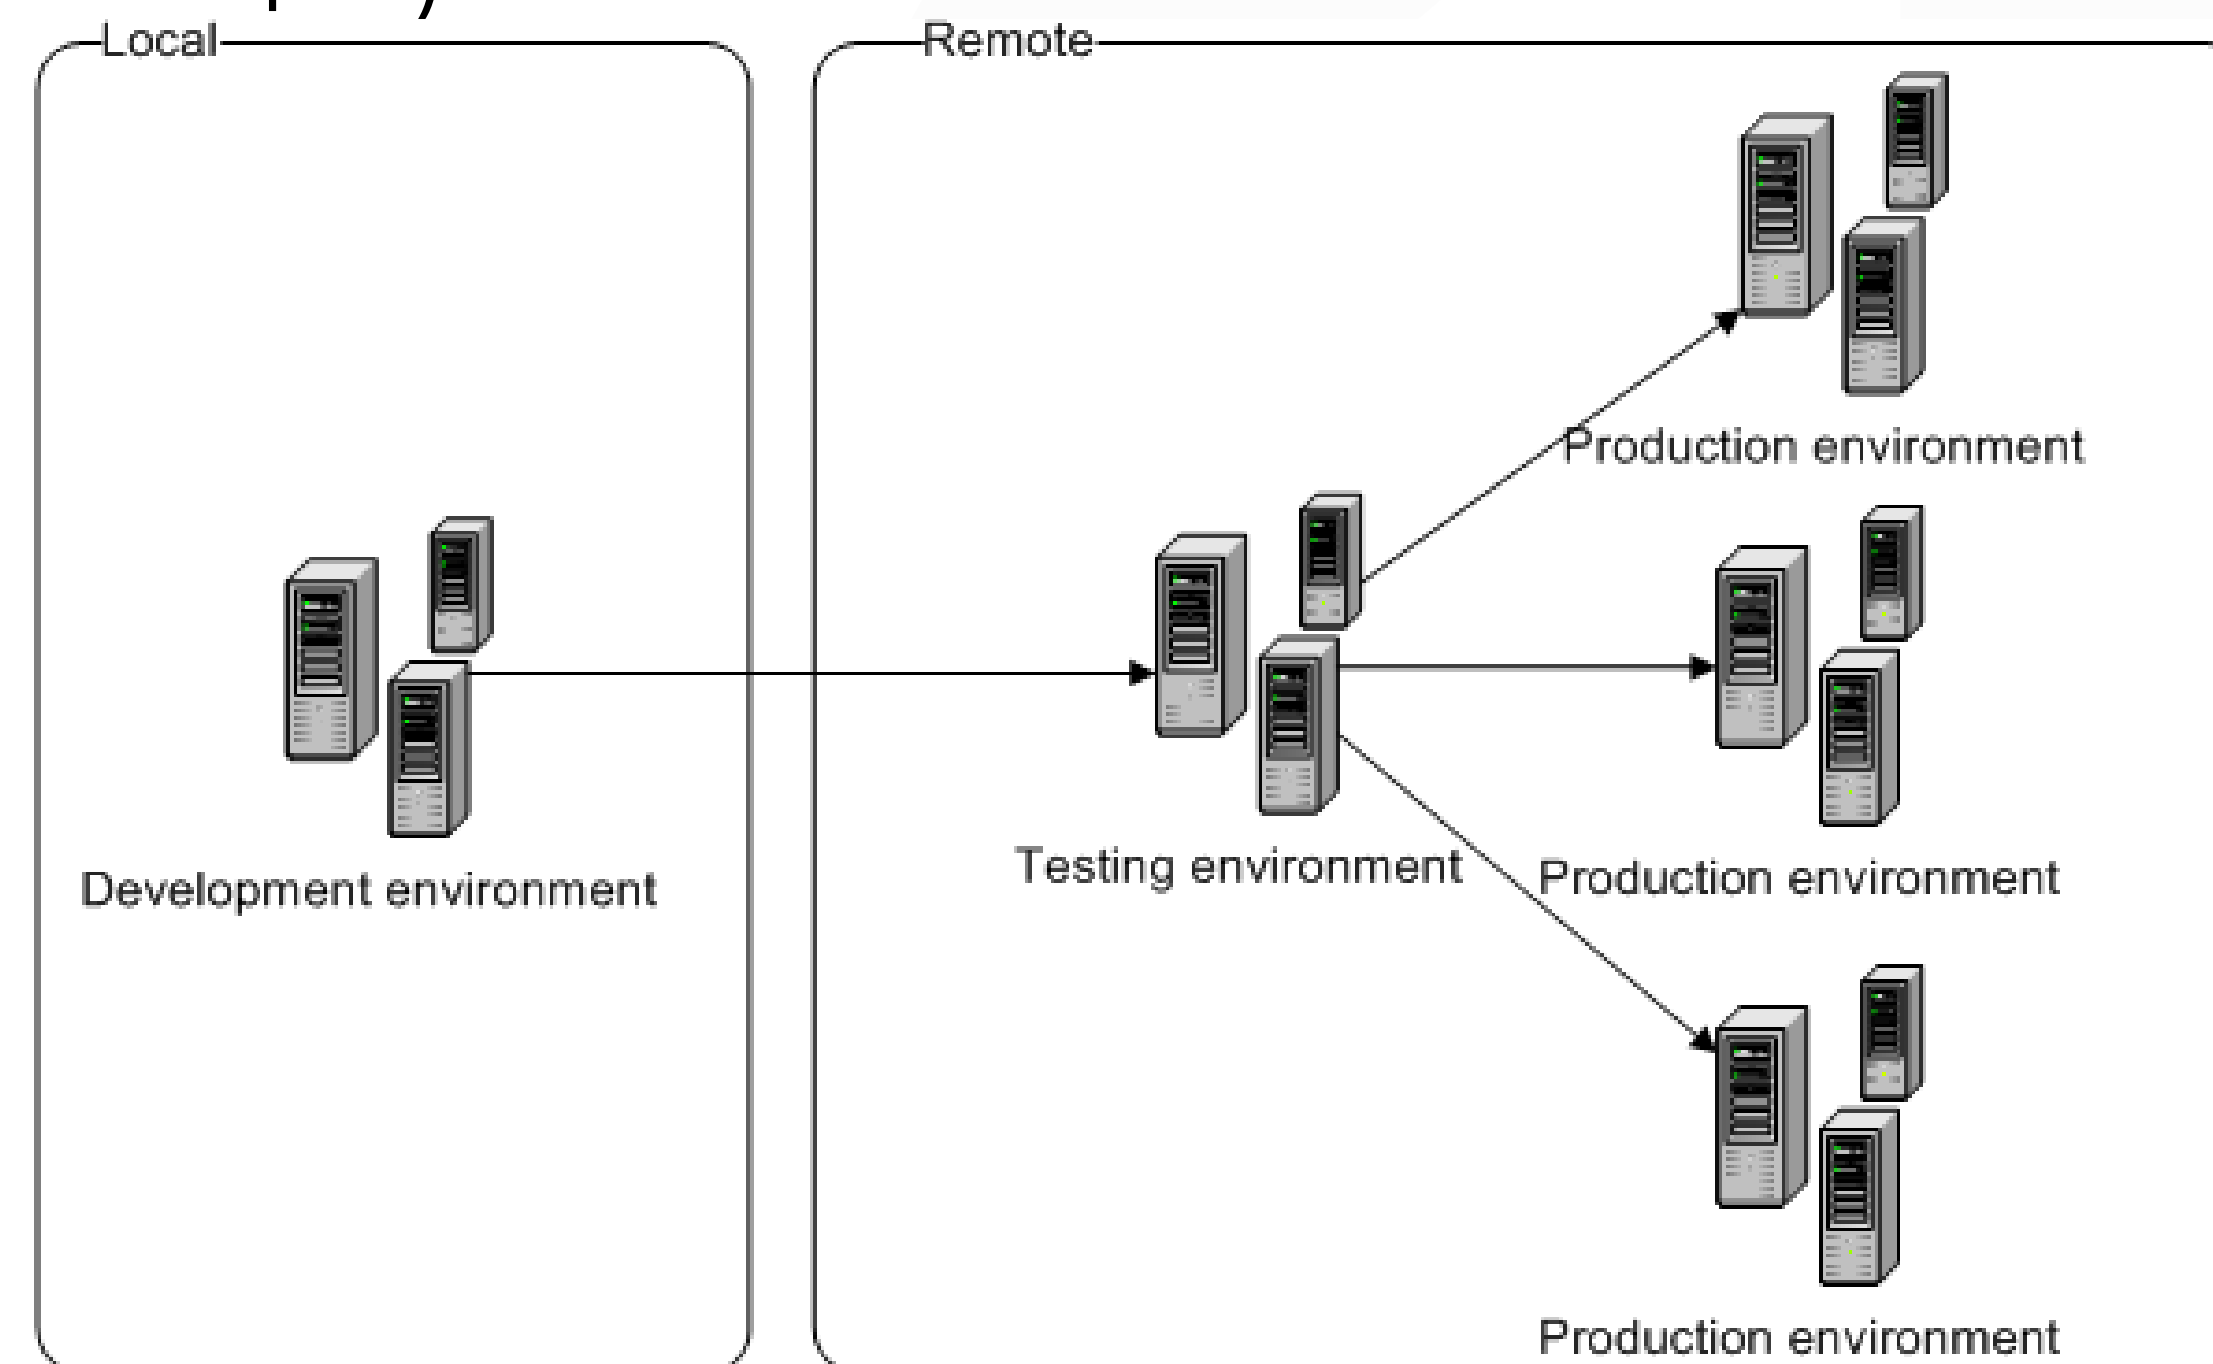 Local
Remote
Production environment
Testing environment
Production environment
Development environment
Production environment